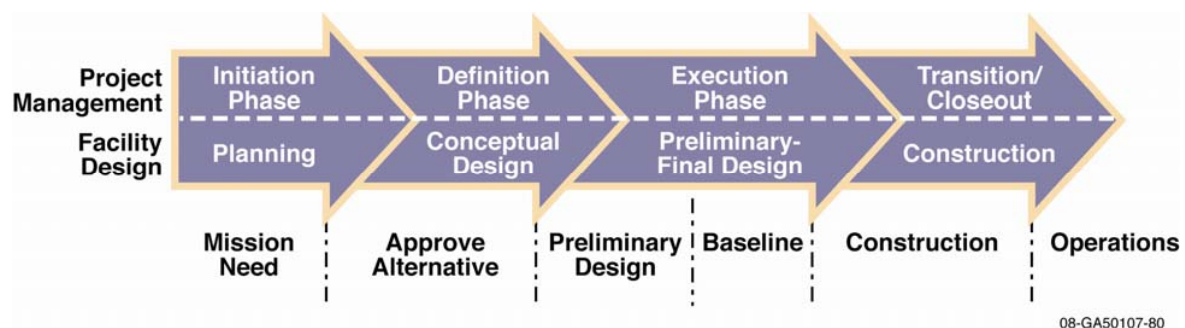 Project
Management
Initiation
Phase
Definition
Phase
Execution
Phase
Transition/
Closeout
Facility
Design
Planning
Conceptual
Design
Preliminary-
Final Design
Construction
Mission
Need
Approve
Alternative
Preliminary
Design
Baseline
Construction
Operations
08-GA50107-80